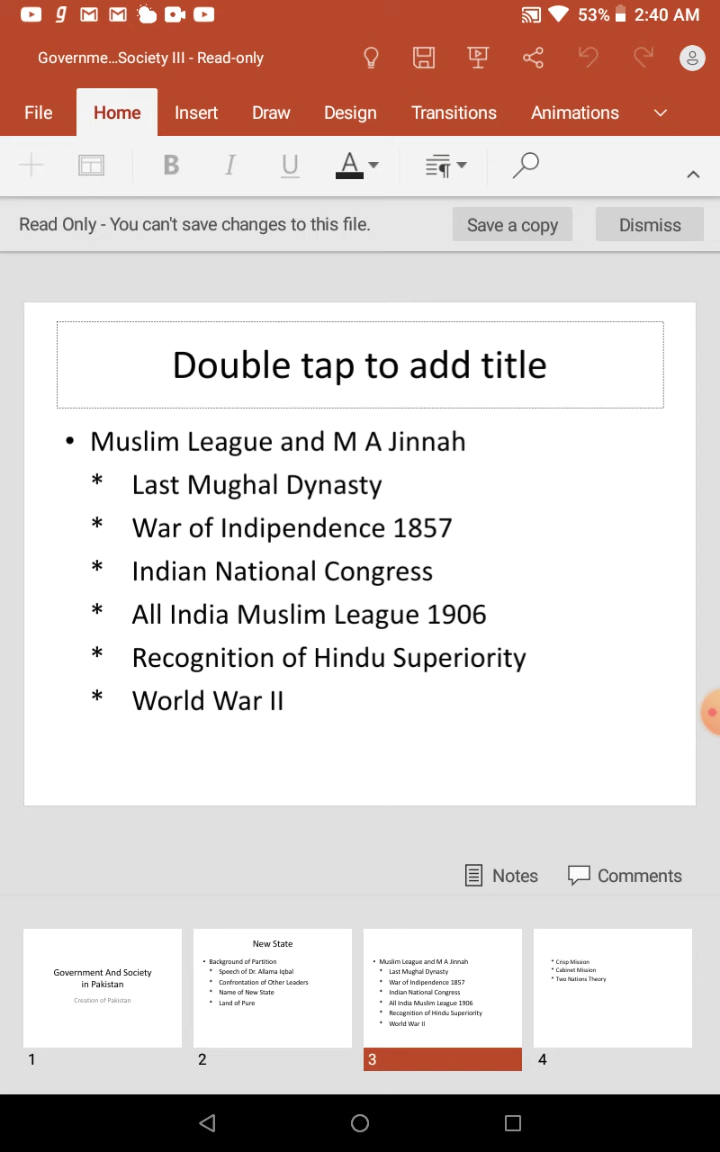 53% 2:40 AM
Governme...Society III - Read-only
File Home Insert Draw Design Transitions Animations
B I U A
Read Only - You can't save changes to this file. Save a copy Dismiss
Double tap to add title
• Muslim League and M A Jinnah
* Last Mughal Dynasty
* War of Indipendence 1857
* Indian National Congress
* All India Muslim League 1906
* Recognition of Hindu Superiority
* World War II
Notes Comments
Government And Society
in Pakistan
Creation of Pakistan
1
New State
• Background of Partition
* Speech of Dr. Allama Iqbal
* Confrontation of Other Leaders
* Name of New State
* Land of Pure
2
• Muslim League and M A Jinnah
* Last Mughal Dynasty
* War of Indipendence 1857
* Indian National Congress
* All India Muslim League 1906
* Recognition of Hindu Superiority
* World War II
3
* Crisp Mission
* Cabinet Mission
* Two Nations Theory
4